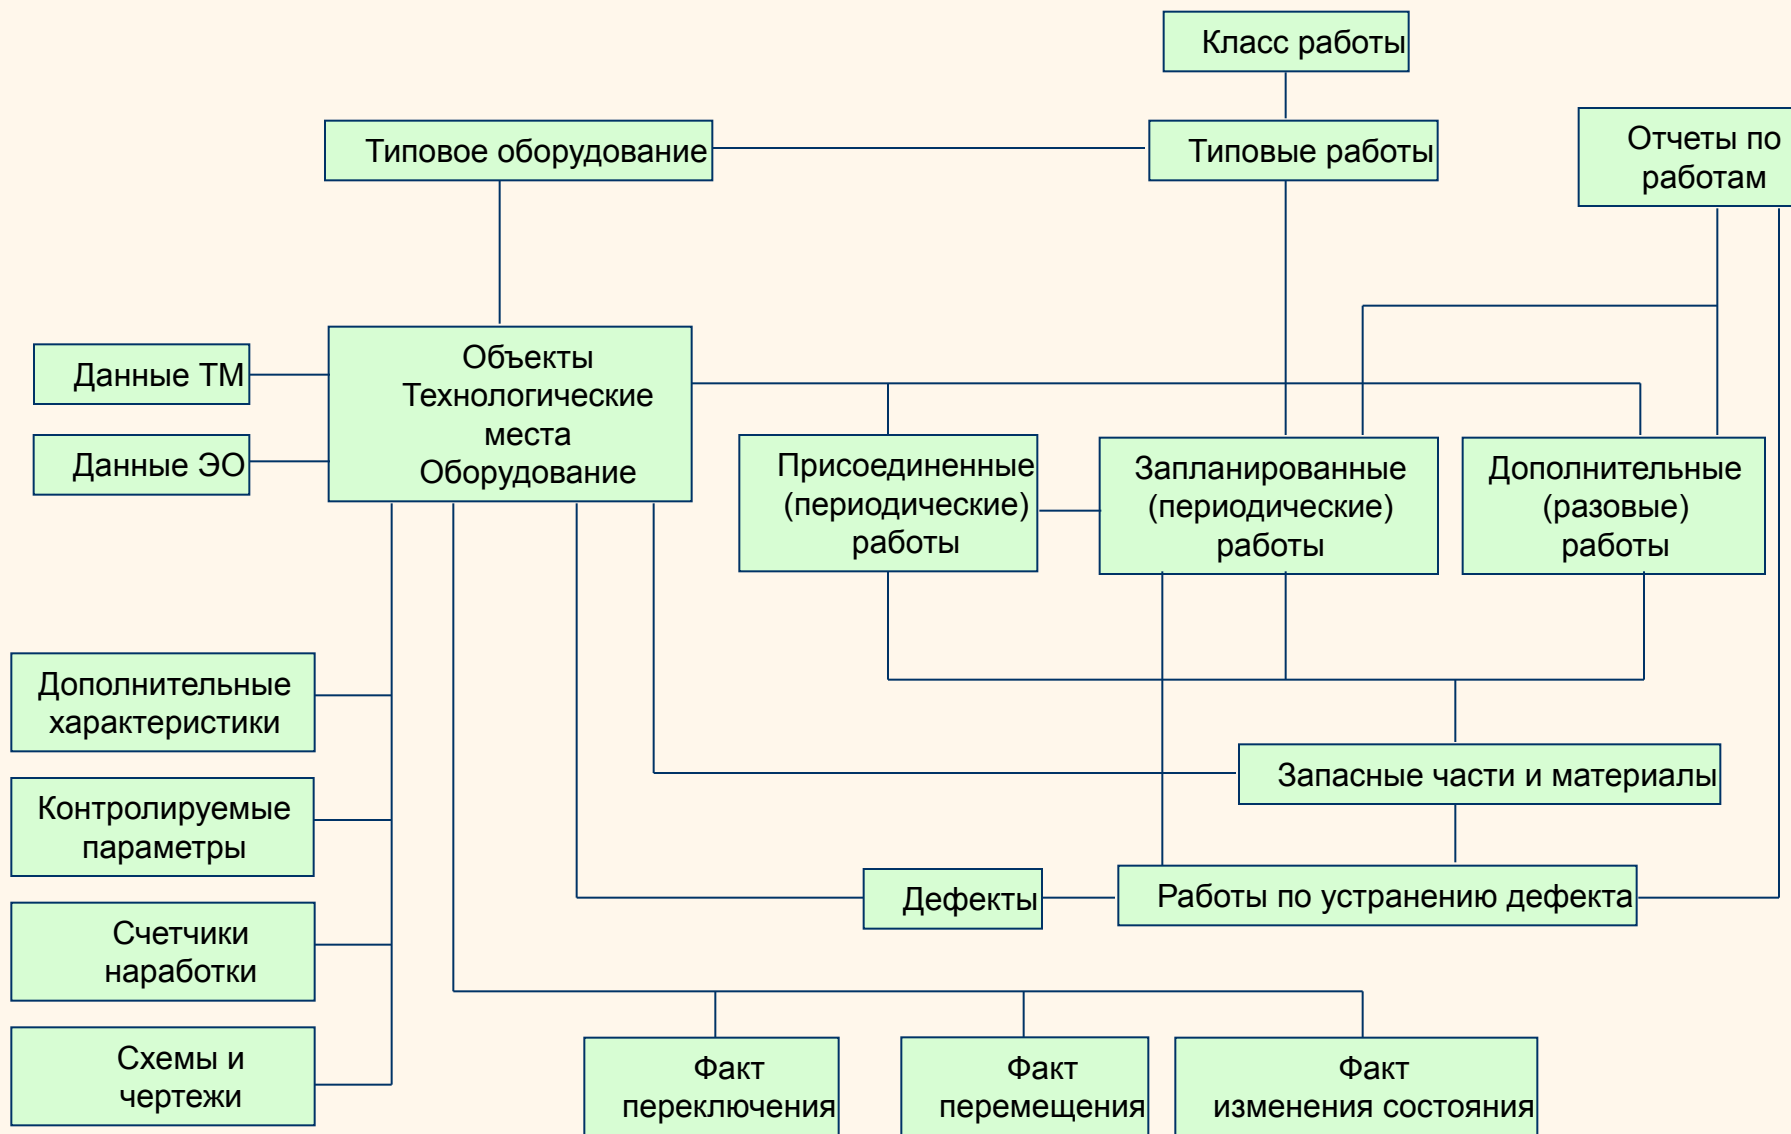 Класс работы
Типовое оборудование
Типовые работы
Отчеты по
работам
Данные ТМ
Данные ЭО
Объекты
Технологические
места
Оборудование
Присоединенные
(периодические)
работы
Запланированные
(периодические)
работы
Дополнительные
(разовые)
работы
Дополнительные
характеристики
Контролируемые
параметры
Счетчики
наработки
Схемы и
чертежи
Запасные части и материалы
Дефекты
Работы по устранению дефекта
Факт
переключения
Факт
перемещения
Факт
изменения состояния